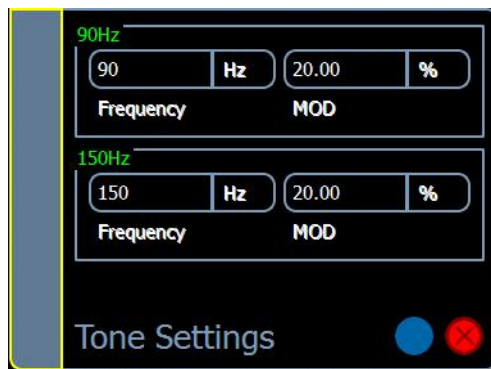 90Hz
90 Hz 20.00 %
Frequency MOD
150Hz
150 Hz 20.00 %
Frequency MOD
Tone Settings